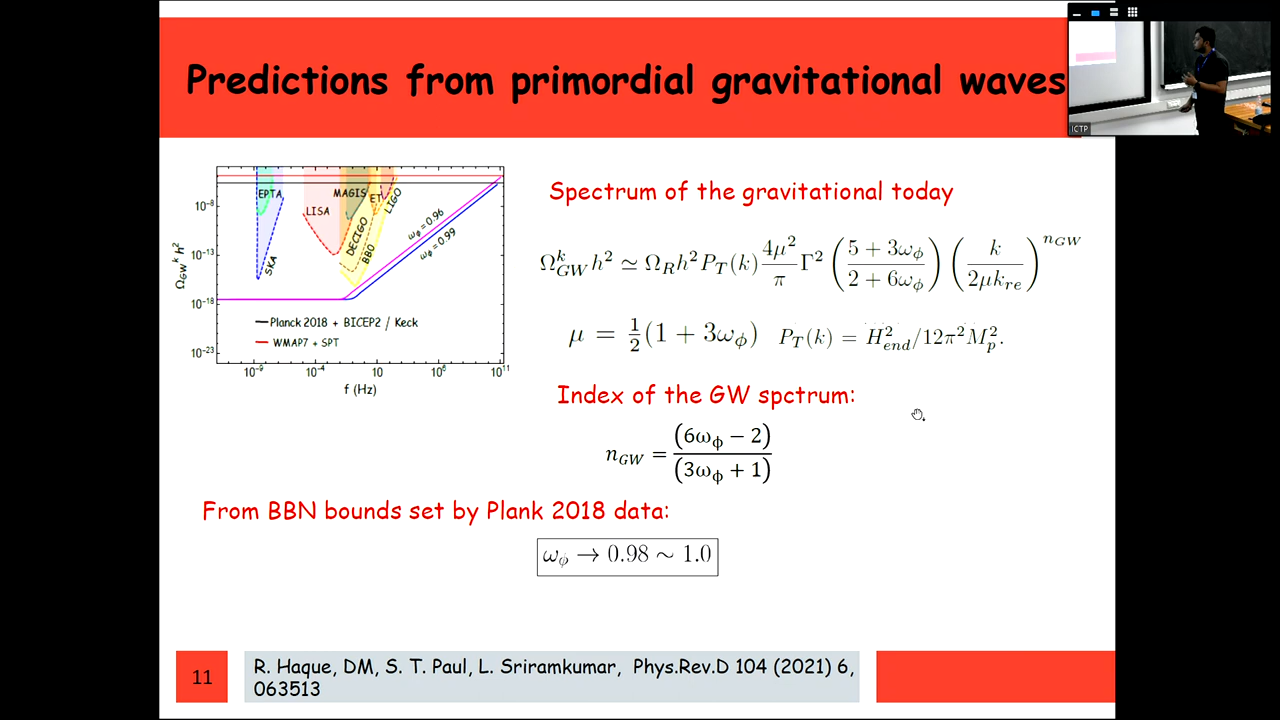 Predictions from primordial gravitational waves
ICTP
EPTA
SKA
LISA
MAGIS
DECIGO
BBO
ET
LIGO
ω_ϕ = 0.96
ω_ϕ = 0.99
Ω_GW^k h²
10⁻⁸
10⁻¹³
10⁻¹⁸
10⁻²³
Planck 2018 + BICEP2 / Keck
WMAP7 + SPT
10⁻⁹ 10⁻⁴ 10 10⁶ 10¹¹
f (Hz)
Spectrum of the gravitational today
Ω_GW^k h² ≃ Ω_R h² P_T(k) (4μ²/π) Γ² ((5 + 3ω_ϕ)/(2 + 6ω_ϕ)) (k/(2μk_re))^{n_GW}
μ = ½(1 + 3ω_ϕ) P_T(k) = H²_end/12π²M²_p.
Index of the GW spctrum:
n_GW = (6ω_ϕ − 2)/(3ω_ϕ + 1)
From BBN bounds set by Plank 2018 data:
ω_ϕ → 0.98 ∼ 1.0
11
R. Haque, DM, S. T. Paul, L. Sriramkumar, Phys.Rev.D 104 (2021) 6,
063513